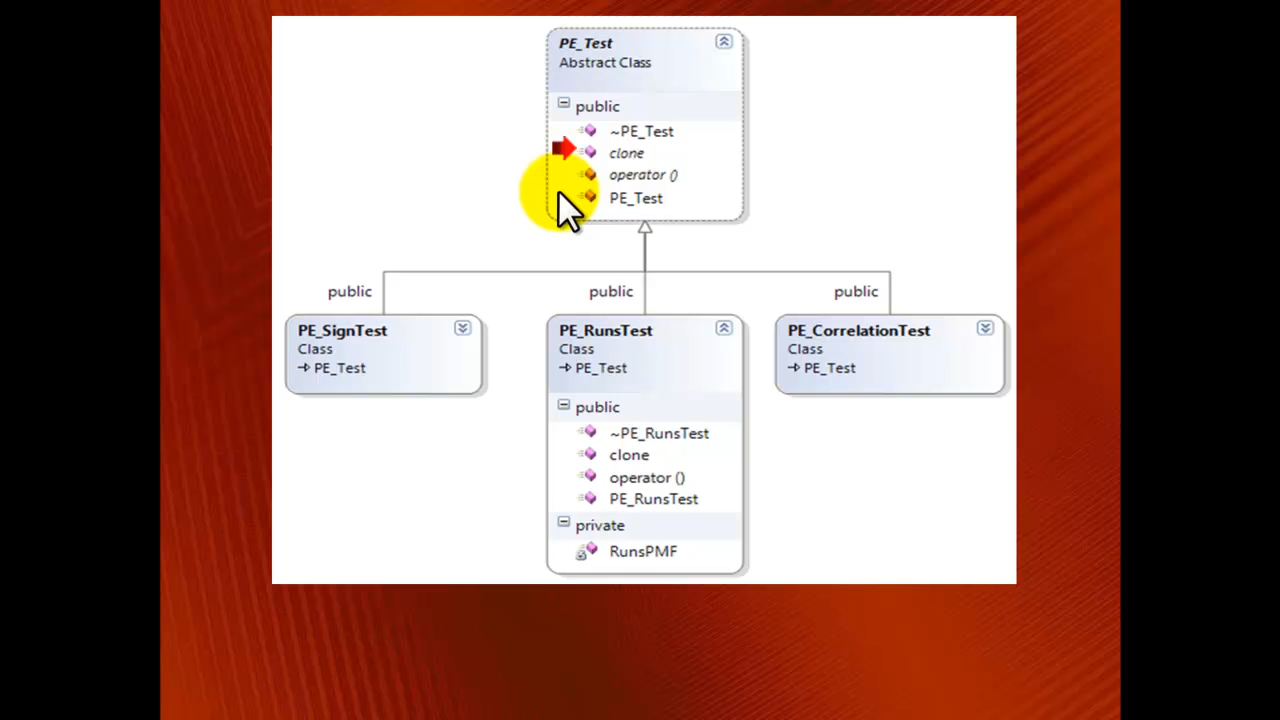 PE_Test
Abstract Class
public
~PE_Test
clone
operator ()
PE_Test
public
public
public
PE_SignTest
Class
PE_Test
PE_RunsTest
Class
PE_Test
public
~PE_RunsTest
clone
operator ()
PE_RunsTest
private
RunsPMF
PE_CorrelationTest
Class
PE_Test